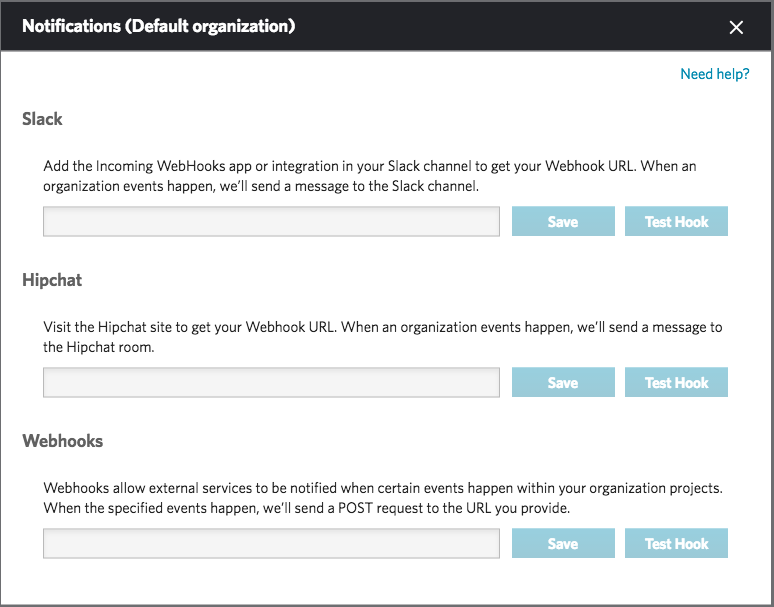 Notifications (Default organization)
Need help?
Slack
Add the Incoming WebHooks app or integration in your Slack channel to get your Webhook URL. When an
organization events happen, we'll send a message to the Slack channel.
Save Test Hook
Hipchat
Visit the Hipchat site to get your Webhook URL. When an organization events happen, we'll send a message to
the Hipchat room.
Save Test Hook
Webhooks
Webhooks allow external services to be notified when certain events happen within your organization projects.
When the specified events happen, we'll send a POST request to the URL you provide.
Save Test Hook